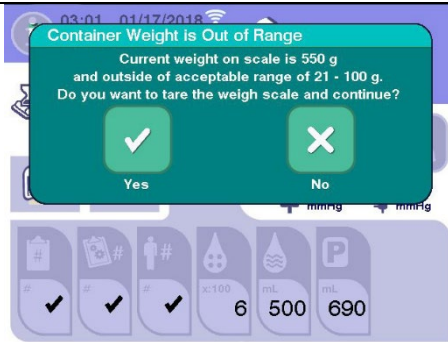 03:01 01/17/2018
Container Weight is Out of Range
Current weight on scale is 550 g
and outside of acceptable range of 21 - 100 g.
Do you want to tare the weigh scale and continue?
Yes No
mmHg mmHg
# # #
# # # x:100 mL P mL
6 500 690